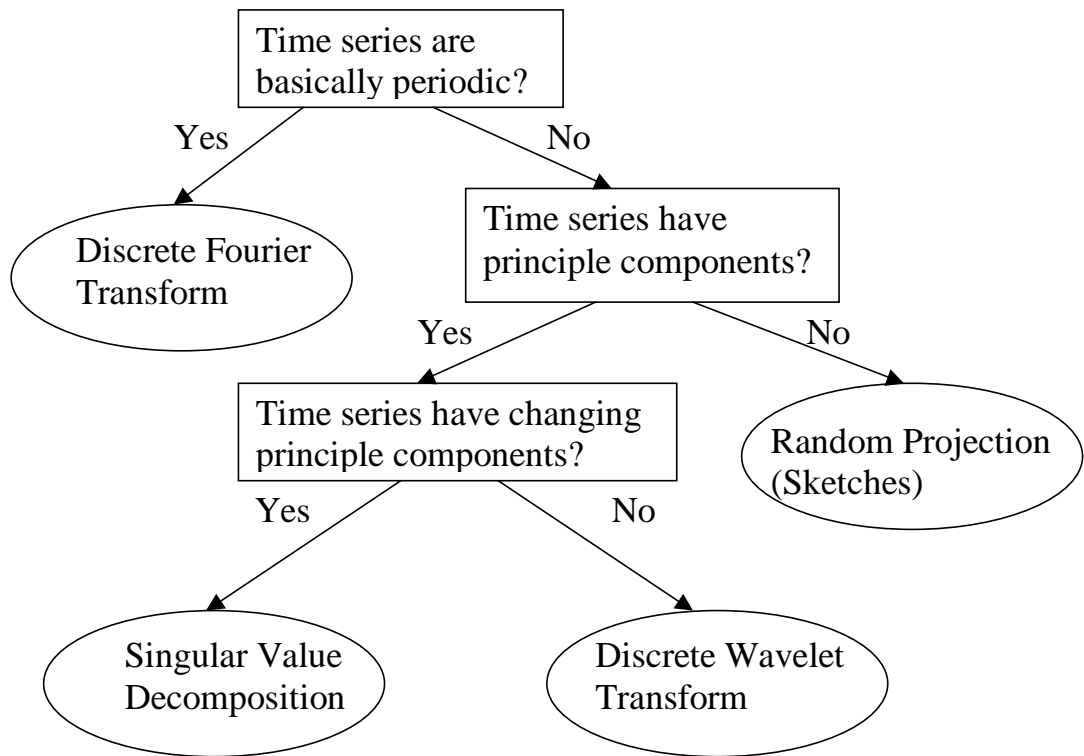 Time series are
basically periodic?
Yes
No
Discrete Fourier
Transform
Time series have
principle components?
Yes
No
Time series have changing
principle components?
Random Projection
(Sketches)
Yes
No
Singular Value
Decomposition
Discrete Wavelet
Transform